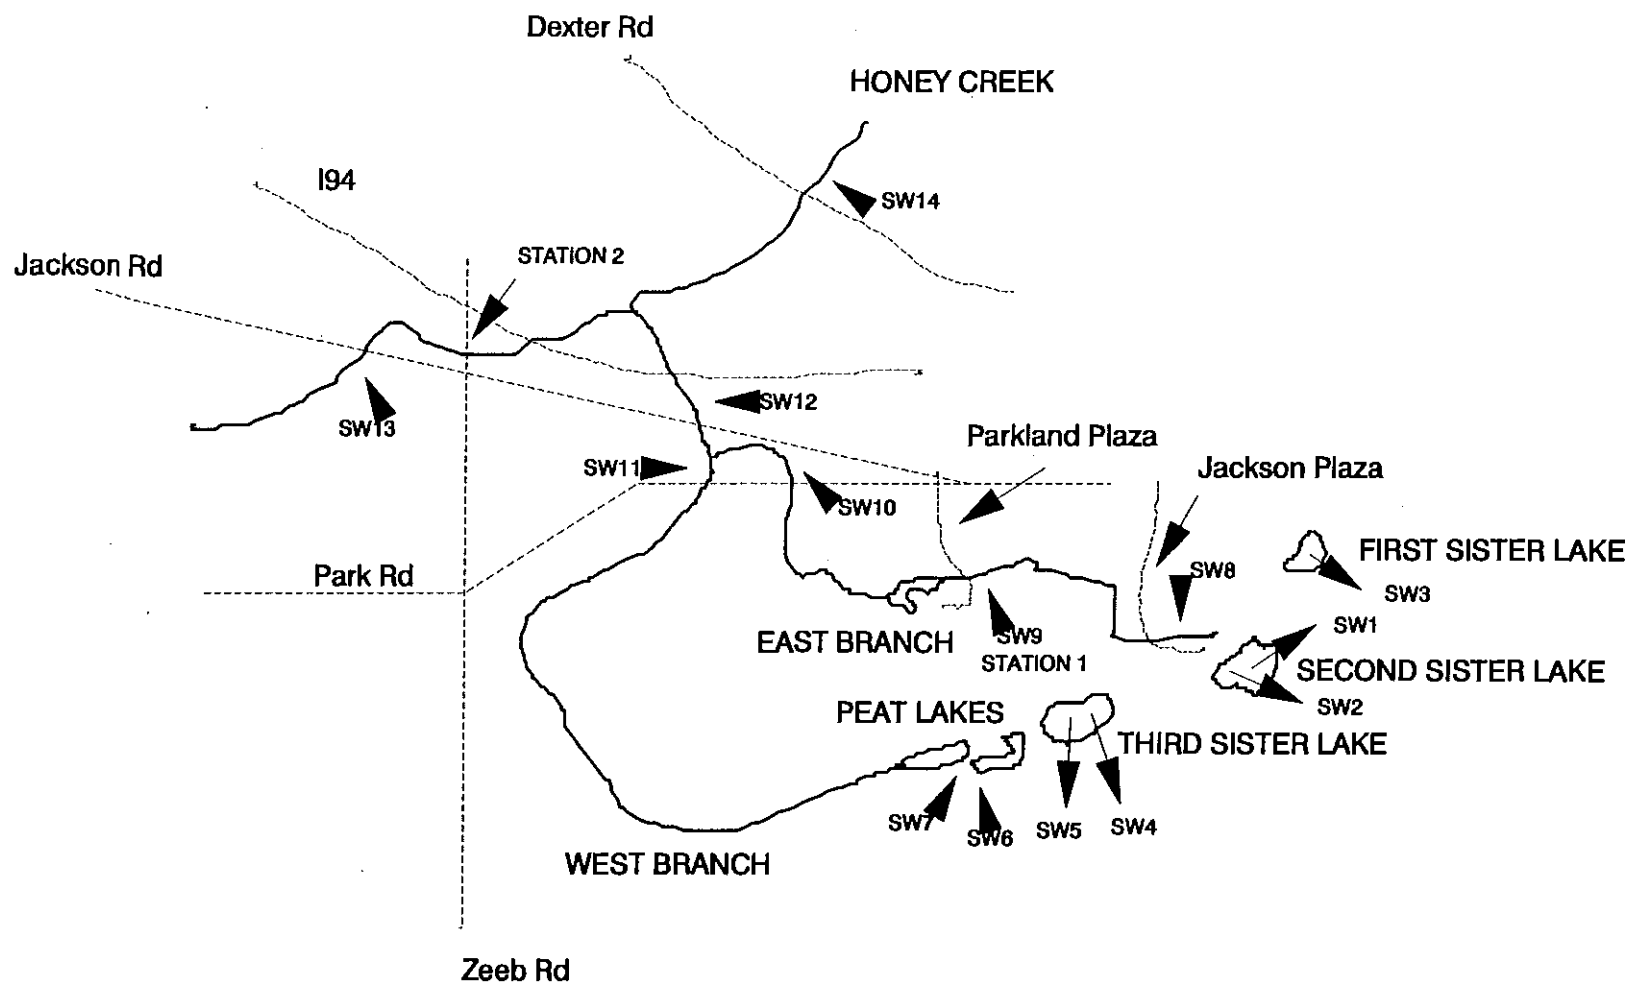 Dexter Rd
HONEY CREEK
I94
SW14
STATION 2
Jackson Rd
SW12
SW13
Parkland Plaza
SW11
Jackson Plaza
SW10
FIRST SISTER LAKE
Park Rd
SW8
SW3
SW1
EAST BRANCH
SW9
STATION 1
SECOND SISTER LAKE
SW2
PEAT LAKES
THIRD SISTER LAKE
SW7
SW6
SW5
SW4
WEST BRANCH
Zeeb Rd